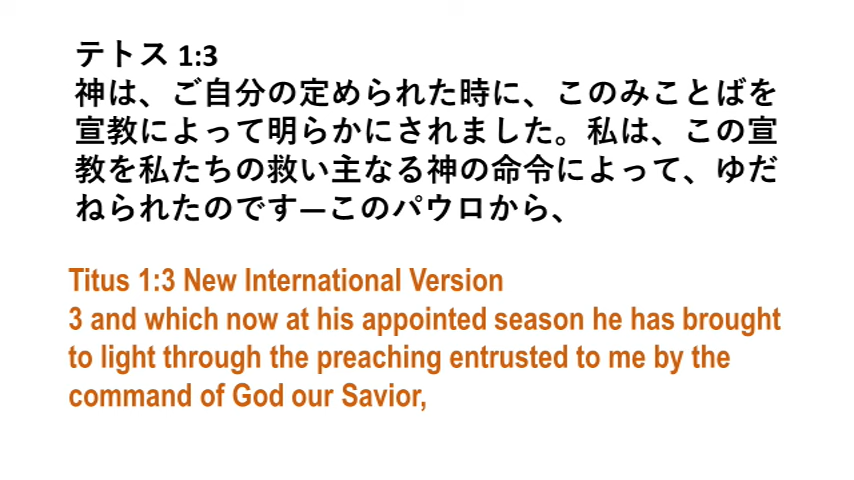 テトス 1:3
神は、ご自分の定められた時に、このみことばを
宣教によって明らかにされました。私は、この宣
教を私たちの救い主なる神の命令によって、ゆだ
ねられたのです—このパウロから、
Titus 1:3 New International Version
3 and which now at his appointed season he has brought
to light through the preaching entrusted to me by the
command of God our Savior,